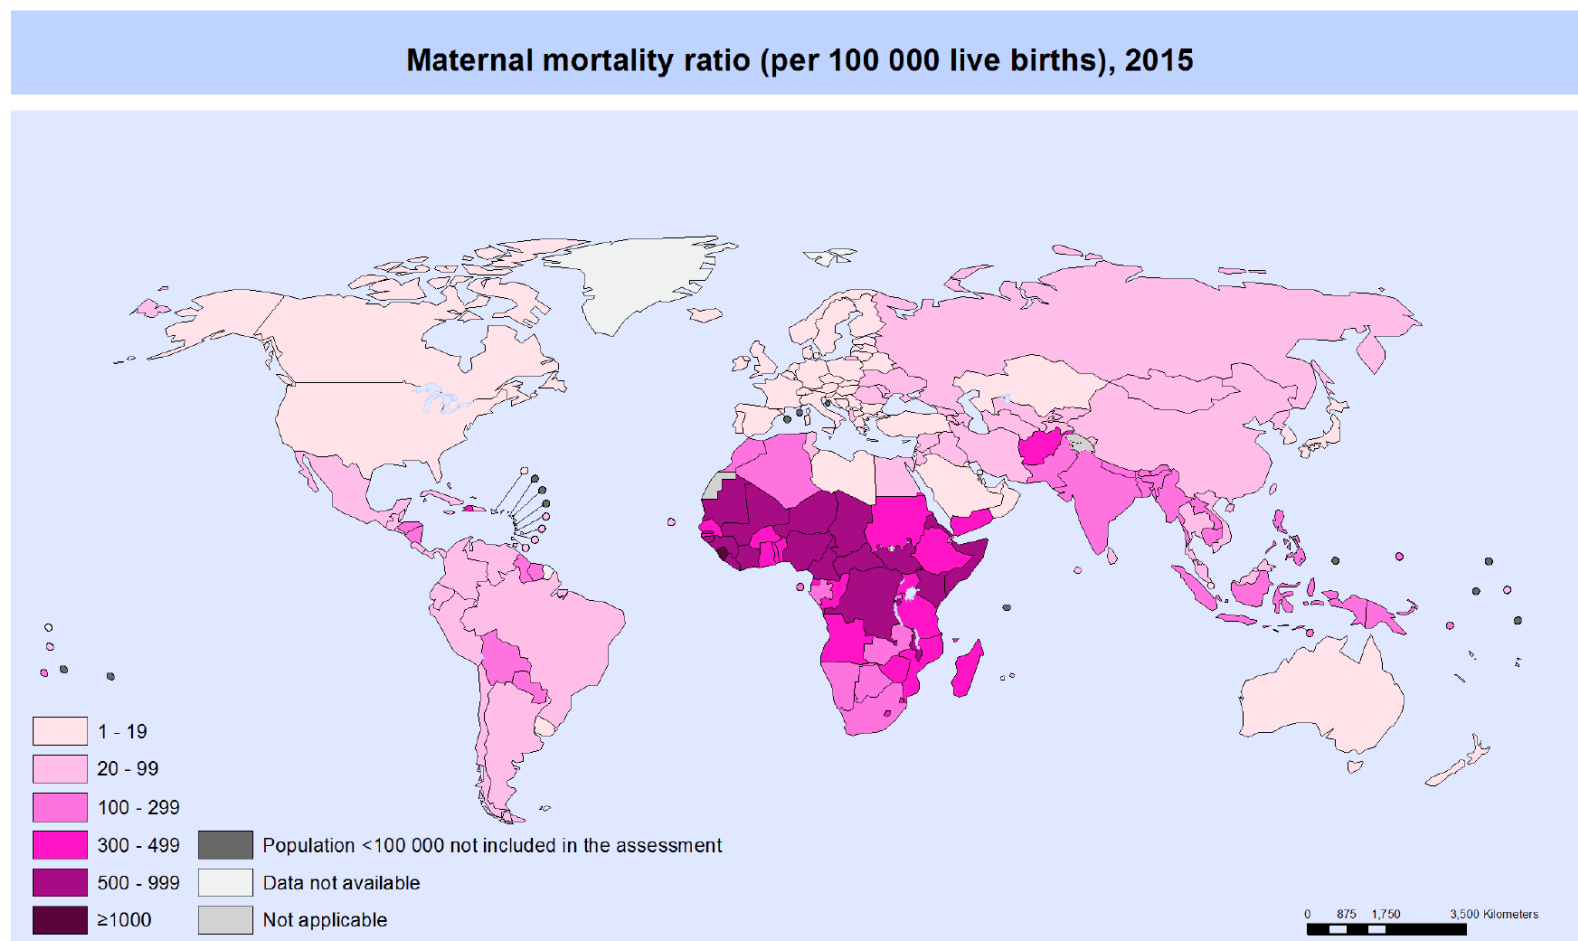 Maternal mortality ratio (per 100 000 live births), 2015
1 - 19
20 - 99
100 - 299
300 - 499
500 - 999
≥1000
Population <100 000 not included in the assessment
Data not available
Not applicable
0 875 1,750 3,500 Kilometers